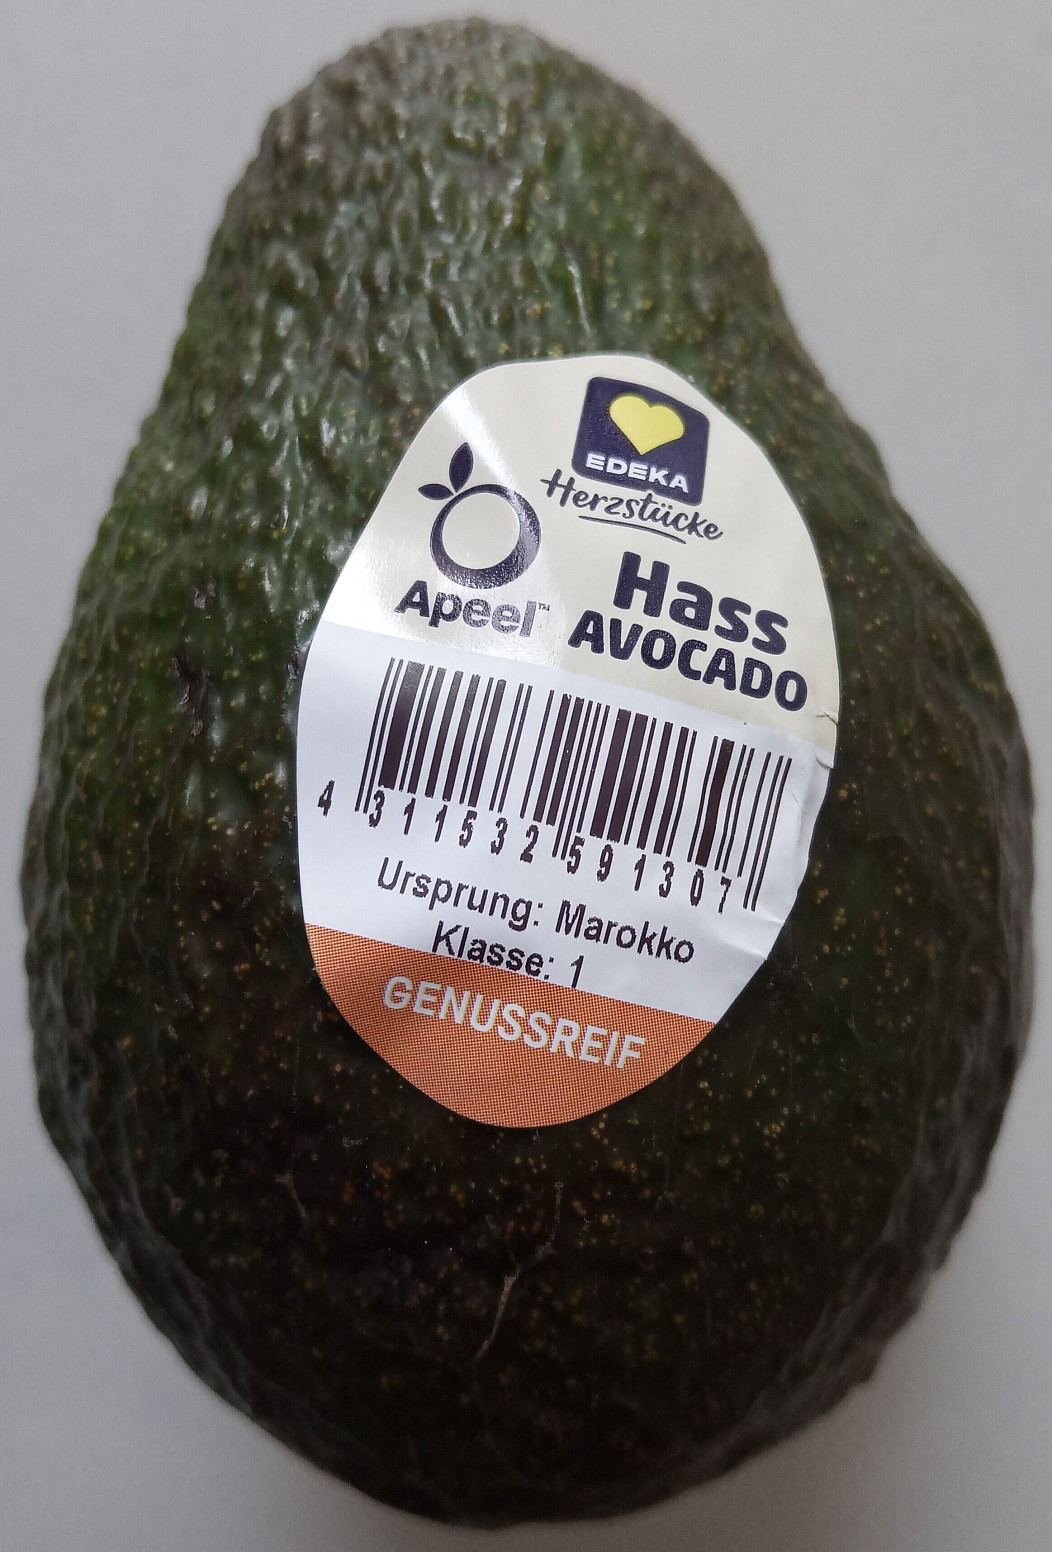 EDEKA
Herzstücke
Apeel™
Hass
AVOCADO
4 311532 591307
Ursprung: Marokko
Klasse: 1
GENUSSREIF